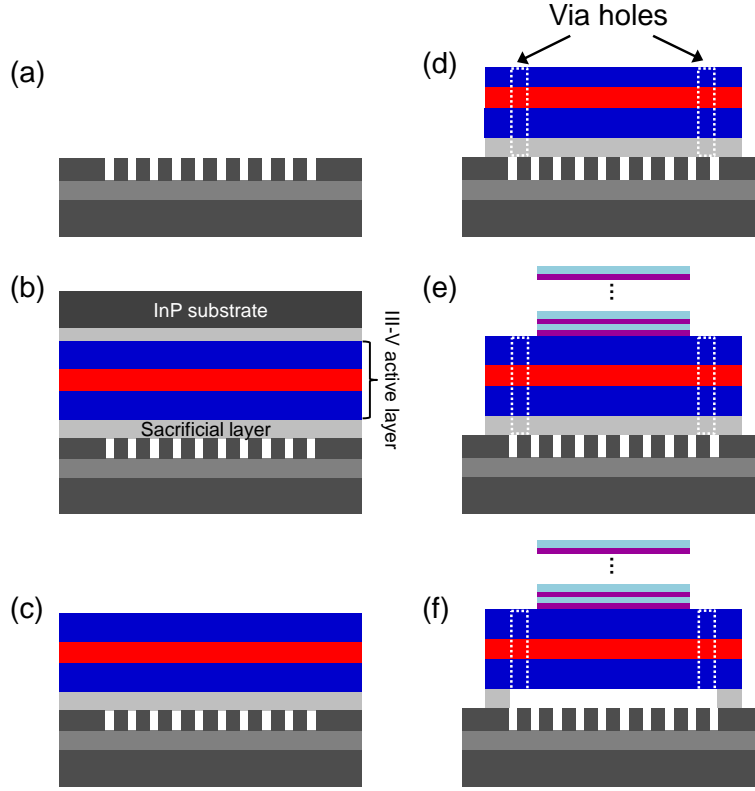 Via holes
(a)
(d)
(b)
InP substrate
III-V active layer
Sacrificial layer
(e)
...
(c)
(f)
...